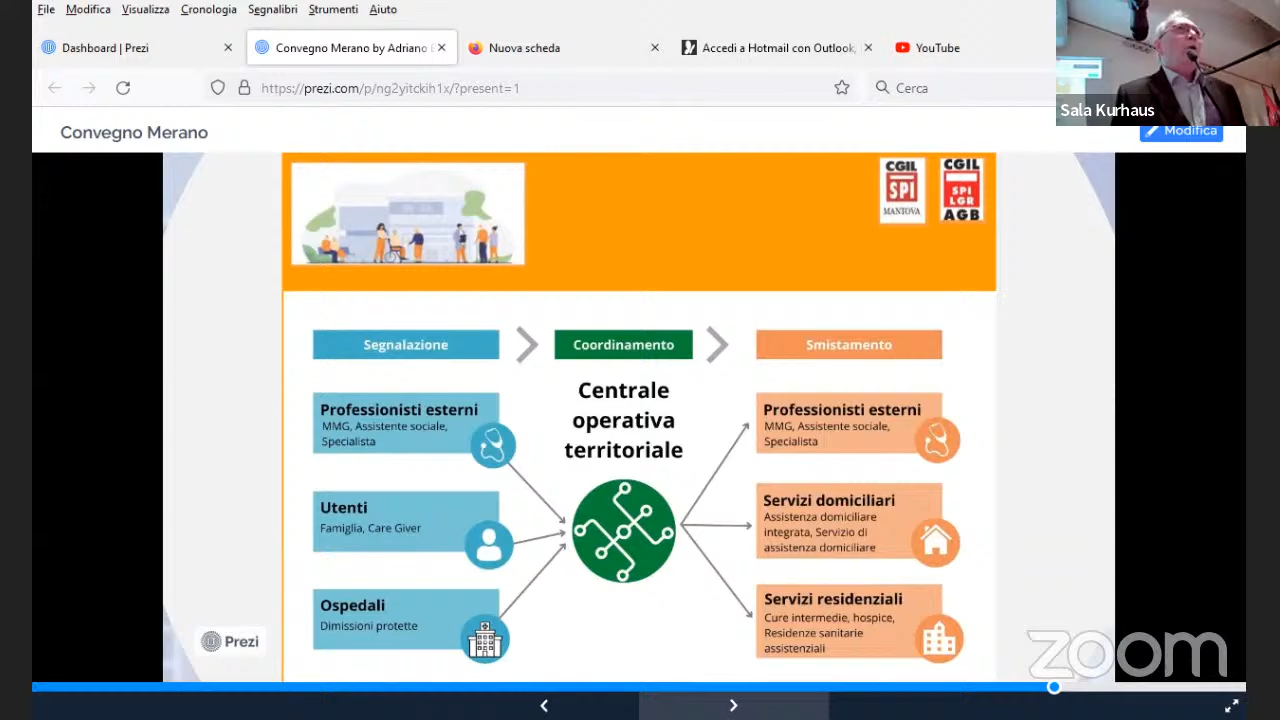 File Modifica Visualizza Cronologia Segnalibri Strumenti Aiuto
Dashboard | Prezi
Convegno Merano by Adriano
Nuova scheda
Accedi a Hotmail con Outlook,
YouTube
https://prezi.com/p/ng2yitckih1x/?present=1
Cerca
Sala Kurhaus
Convegno Merano
Modifica
CGIL
SPI
MANTOVA
CGIL
SPI
LGR
AGB
Segnalazione
Coordinamento
Smistamento
Professionisti esterni
MMG, Assistente sociale,
Specialista
Utenti
Famiglia, Care Giver
Ospedali
Dimissioni protette
Centrale
operativa
territoriale
Professionisti esterni
MMG, Assistente sociale,
Specialista
Servizi domiciliari
Assistenza domiciliare
integrata, Servizio di
assistenza domiciliare
Servizi residenziali
Cure intermedie, hospice,
Residenze sanitarie
assistenziali
Prezi
zoom